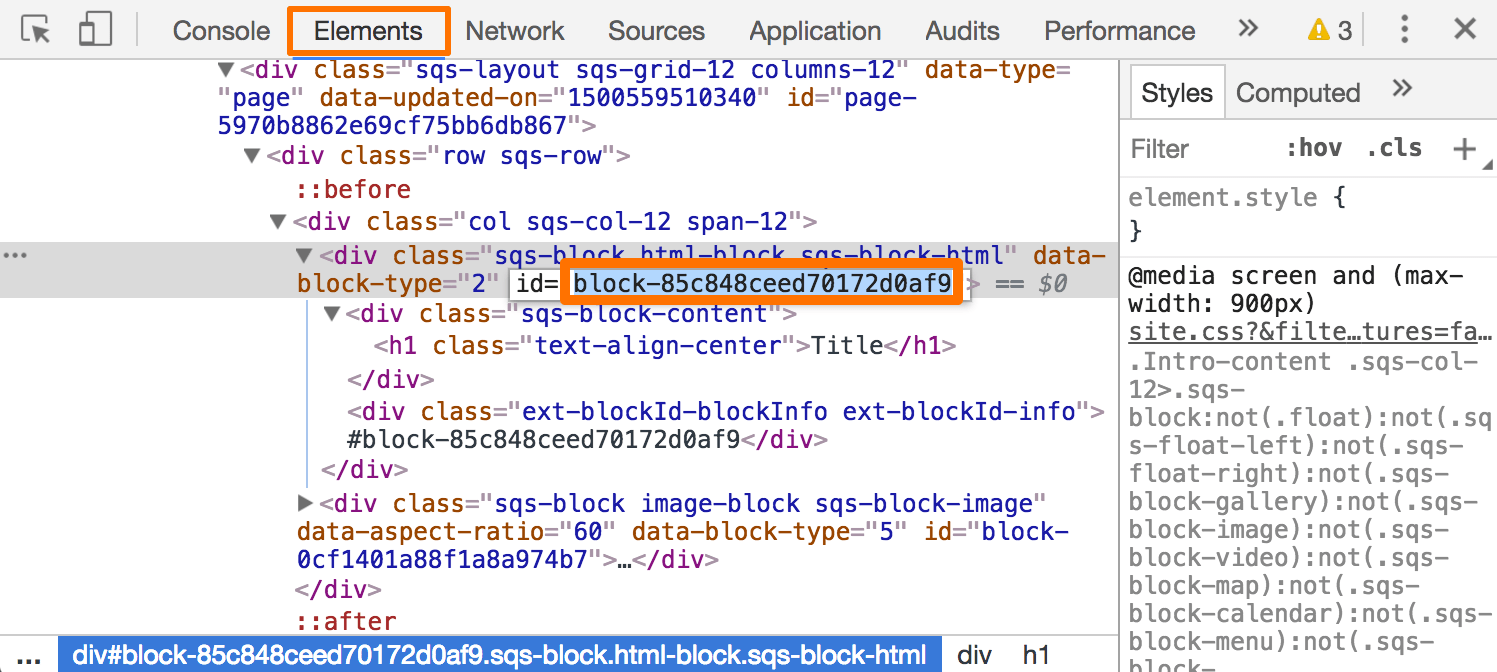 Console Elements Network Sources Application Audits Performance » 3
▼<div class="sqs-layout sqs-grid-12 columns-12" data-type=
"page" data-updated-on="1500559510340" id="page-
5970b8862e69cf75bb6db867">
▼<div class="row sqs-row">
::before
▼<div class="col sqs-col-12 span-12">
… ▼<div class="sqs-block html-block sqs-block-html" data-
block-type="2" id=block-85c848ceed70172d0af9> == $0
▼<div class="sqs-block-content">
<h1 class="text-align-center">Title</h1>
</div>
<div class="ext-blockId-blockInfo ext-blockId-info">
#block-85c848ceed70172d0af9</div>
</div>
▶<div class="sqs-block image-block sqs-block-image"
data-aspect-ratio="60" data-block-type="5" id="block-
0cf1401a88f1a8a974b7">…</div>
</div>
::after
… div#block-85c848ceed70172d0af9.sqs-block.html-block.sqs-block-html div h1
Styles Computed »
Filter :hov .cls +
element.style {
}
@media screen and (max-
width: 900px)
site.css?&filte…tures=fa…
.Intro-content .sqs-col-
12>.sqs-
block:not(.float):not(.sq
s-float-left):not(.sqs-
float-right):not(.sqs-
block-gallery):not(.sqs-
block-image):not(.sqs-
block-video):not(.sqs-
block-map):not(.sqs-
block-calendar):not(.sqs-
block-menu):not(.sqs-
block-